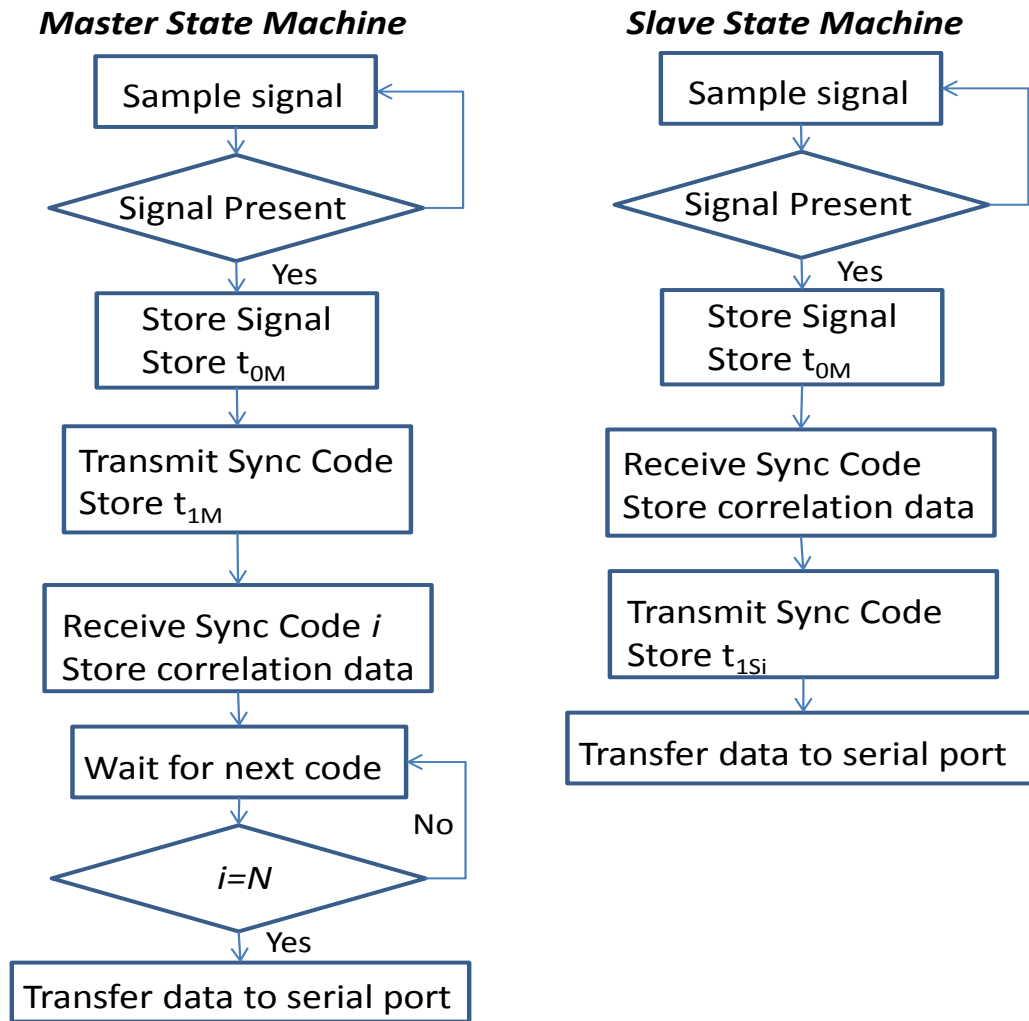 Master State Machine
Sample signal
Signal Present
Yes
Store Signal
Store t0M
Transmit Sync Code
Store t1M
Receive Sync Code i
Store correlation data
Wait for next code
No
i=N
Yes
Transfer data to serial port
Slave State Machine
Sample signal
Signal Present
Yes
Store Signal
Store t0M
Receive Sync Code
Store correlation data
Transmit Sync Code
Store t1Si
Transfer data to serial port